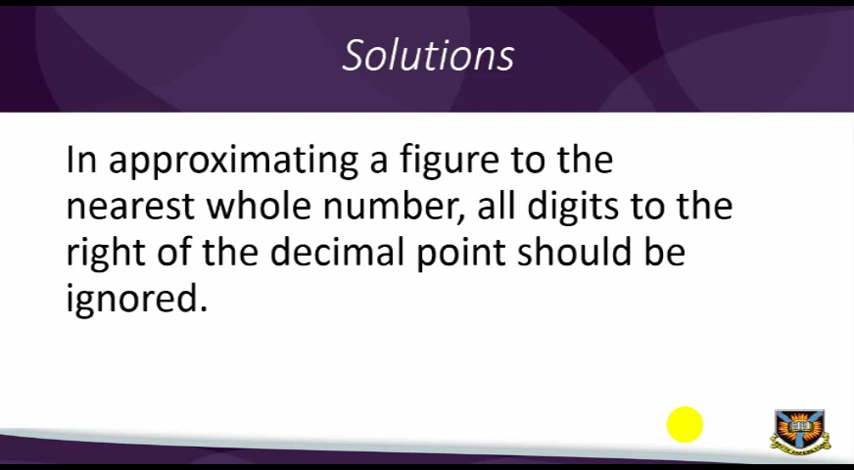 Solutions
In approximating a figure to the
nearest whole number, all digits to the
right of the decimal point should be
ignored.